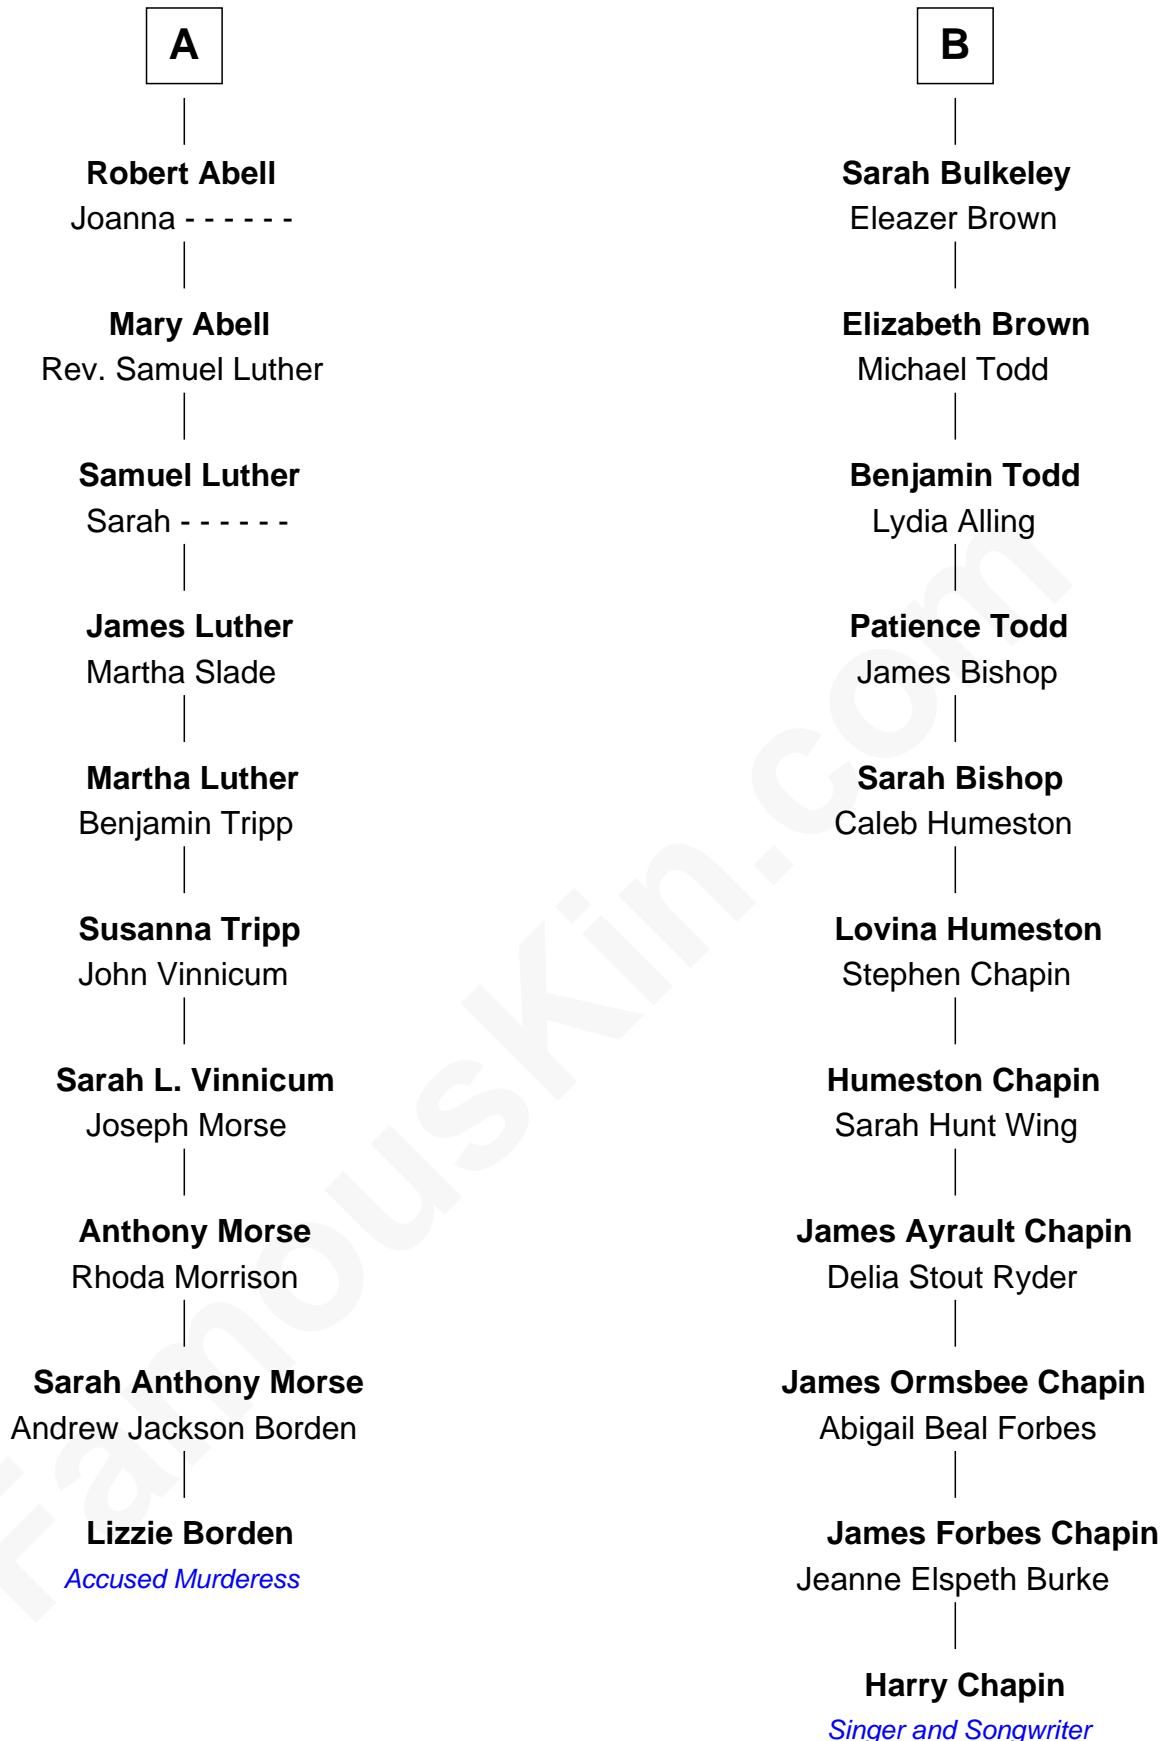 A
Robert Abell
Joanna - - - - - -
Mary Abell
Rev. Samuel Luther
Samuel Luther
Sarah - - - - - -
James Luther
Martha Slade
Martha Luther
Benjamin Tripp
Susanna Tripp
John Vinnicum
Sarah L. Vinnicum
Joseph Morse
Anthony Morse
Rhoda Morrison
Sarah Anthony Morse
Andrew Jackson Borden
Lizzie Borden
Accused Murderess
B
Sarah Bulkeley
Eleazer Brown
Elizabeth Brown
Michael Todd
Benjamin Todd
Lydia Alling
Patience Todd
James Bishop
Sarah Bishop
Caleb Humeston
Lovina Humeston
Stephen Chapin
Humeston Chapin
Sarah Hunt Wing
James Ayrault Chapin
Delia Stout Ryder
James Ormsbee Chapin
Abigail Beal Forbes
James Forbes Chapin
Jeanne Elspeth Burke
Harry Chapin
Singer and Songwriter
FamousKin.com